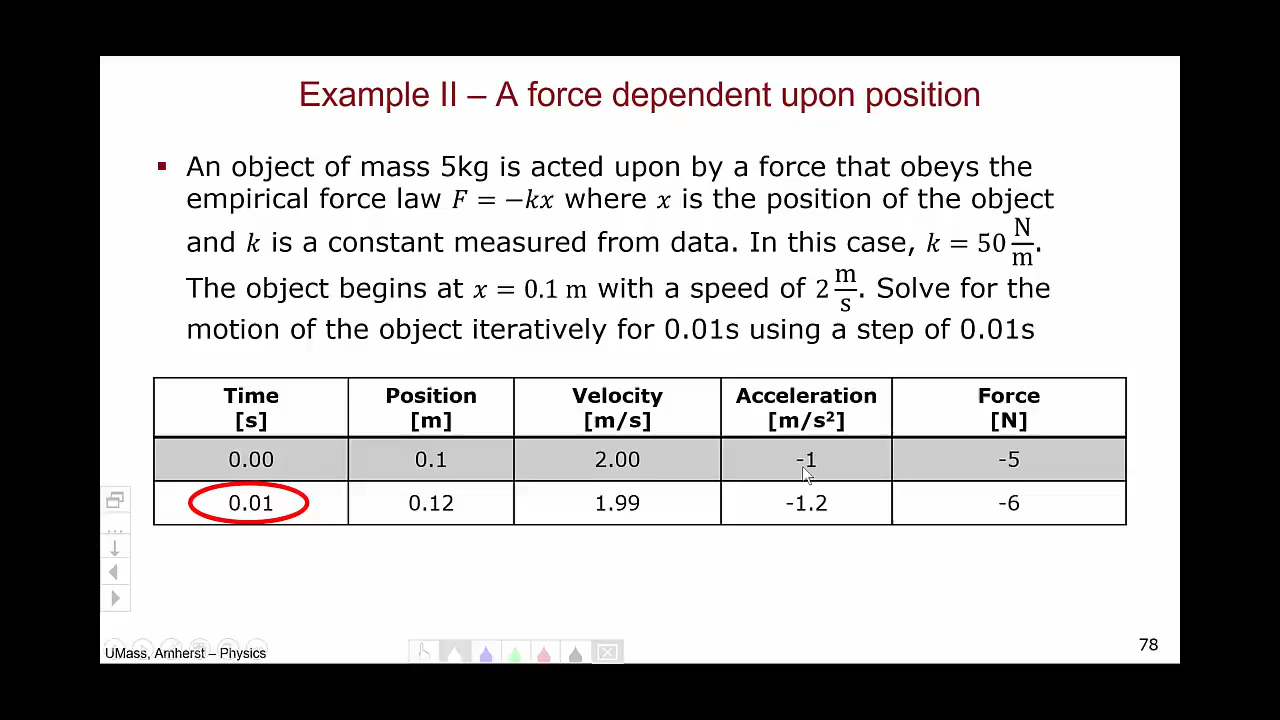 Example II – A force dependent upon position
▪ An object of mass 5kg is acted upon by a force that obeys the
empirical force law F = −kx where x is the position of the object
and k is a constant measured from data. In this case, k = 50 N/m.
The object begins at x = 0.1 m with a speed of 2 m/s. Solve for the
motion of the object iteratively for 0.01s using a step of 0.01s
Time [s] Position [m] Velocity [m/s] Acceleration [m/s²] Force [N]
0.00 0.1 2.00 -1 -5
0.01 0.12 1.99 -1.2 -6
UMass, Amherst – Physics
78